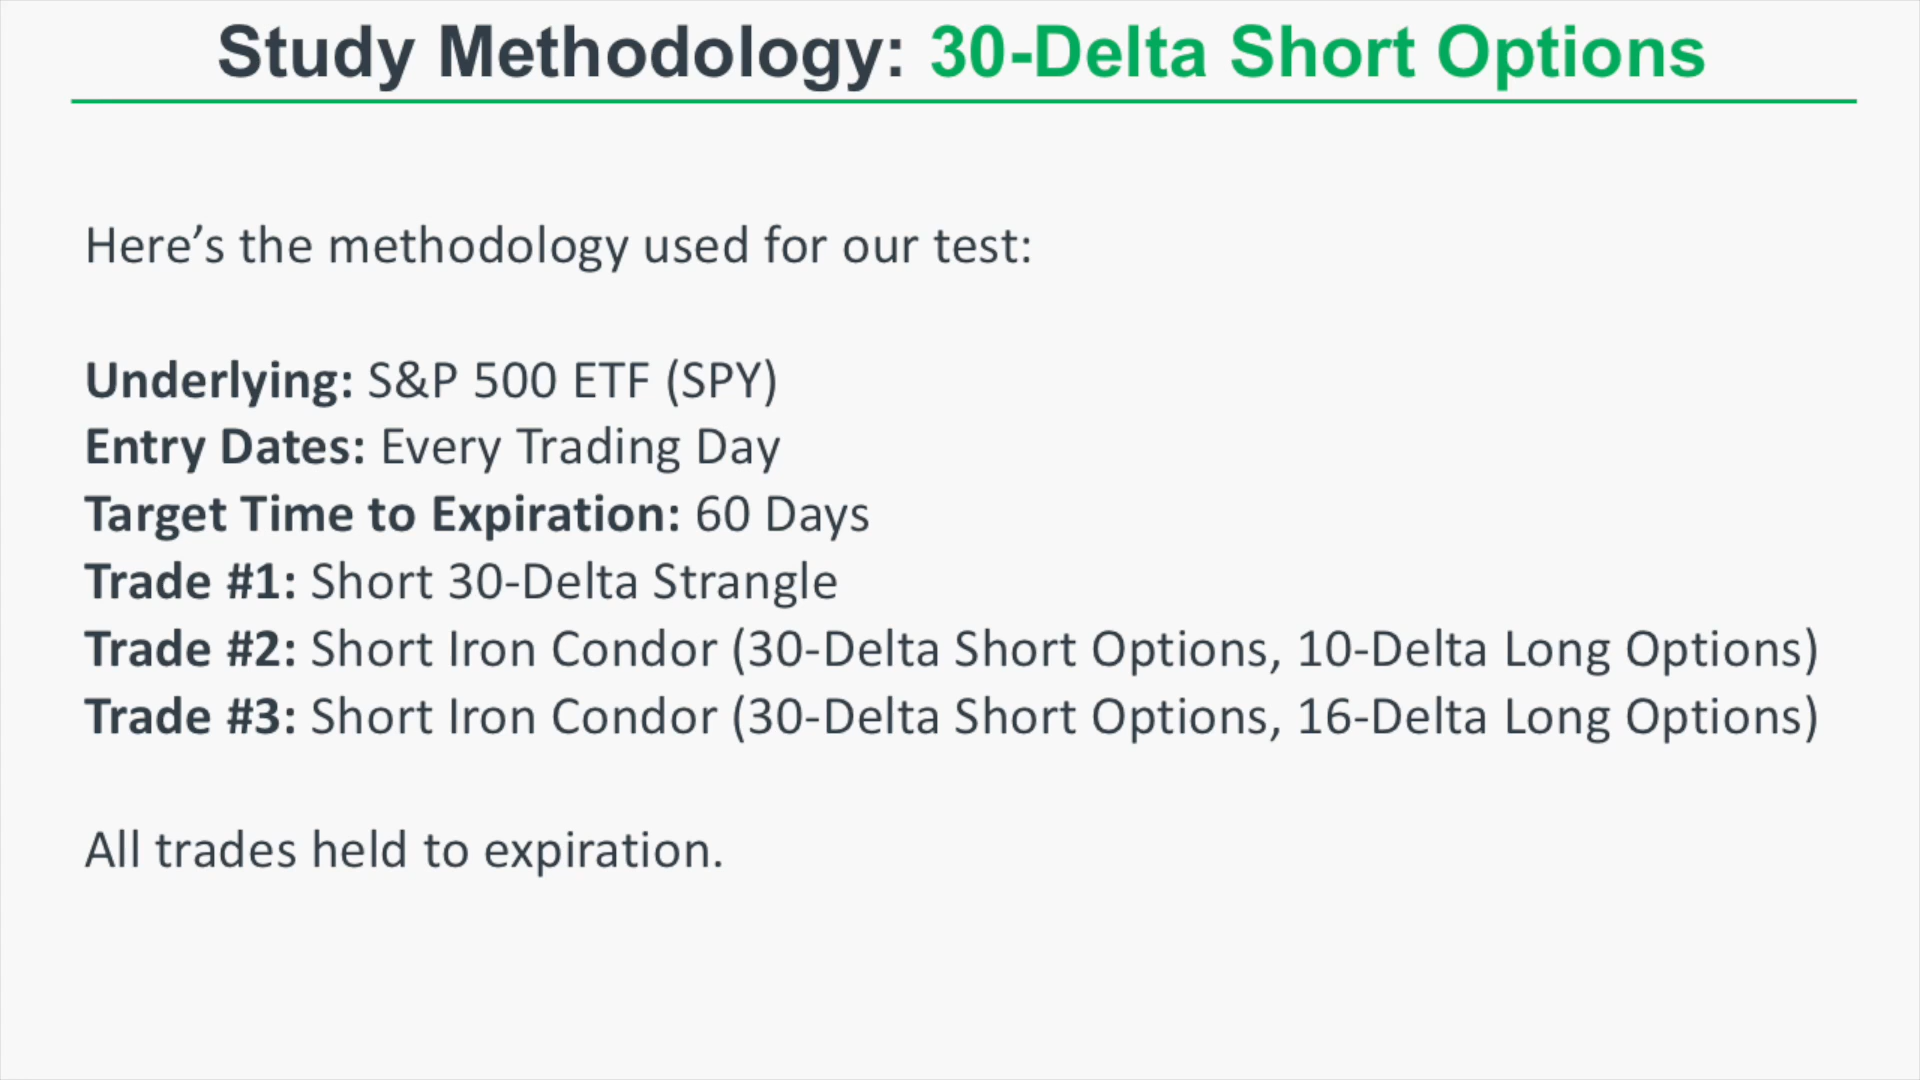 Study Methodology: 30-Delta Short Options
Here’s the methodology used for our test:
Underlying: S&P 500 ETF (SPY)
Entry Dates: Every Trading Day
Target Time to Expiration: 60 Days
Trade #1: Short 30-Delta Strangle
Trade #2: Short Iron Condor (30-Delta Short Options, 10-Delta Long Options)
Trade #3: Short Iron Condor (30-Delta Short Options, 16-Delta Long Options)
All trades held to expiration.